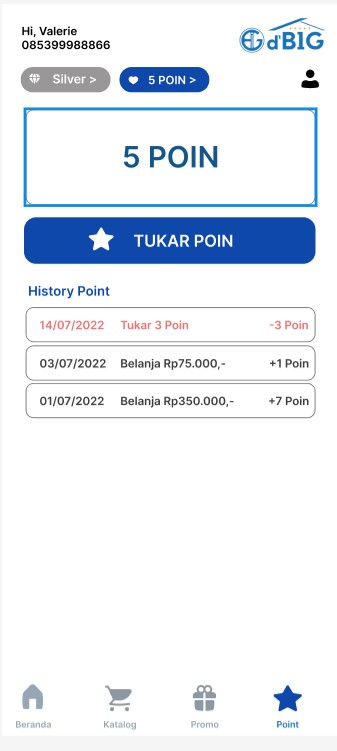 Hi, Valerie
085399988866
d'BIG
Silver >
5 POIN >
5 POIN
TUKAR POIN
History Point
14/07/2022 Tukar 3 Poin -3 Poin
03/07/2022 Belanja Rp75.000,- +1 Poin
01/07/2022 Belanja Rp350.000,- +7 Poin
Beranda Katalog Promo Point